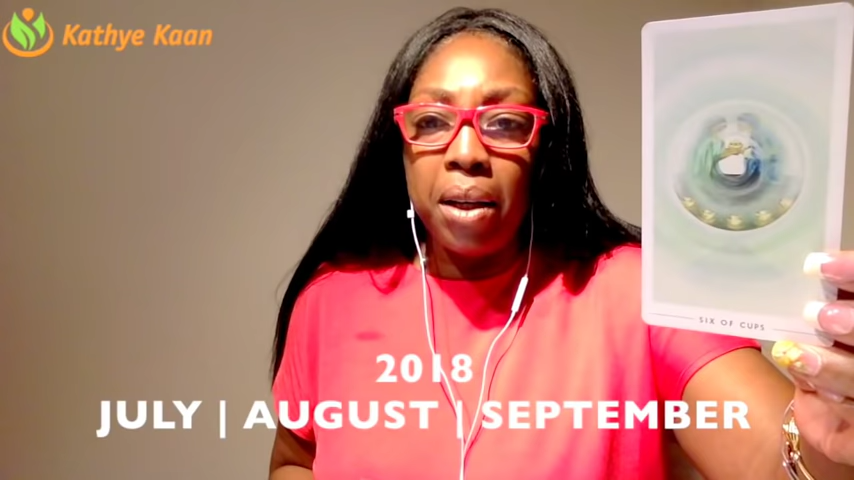 Kathye Kaan
SIX OF CUPS
2018
JULY | AUGUST | SEPTEMBER